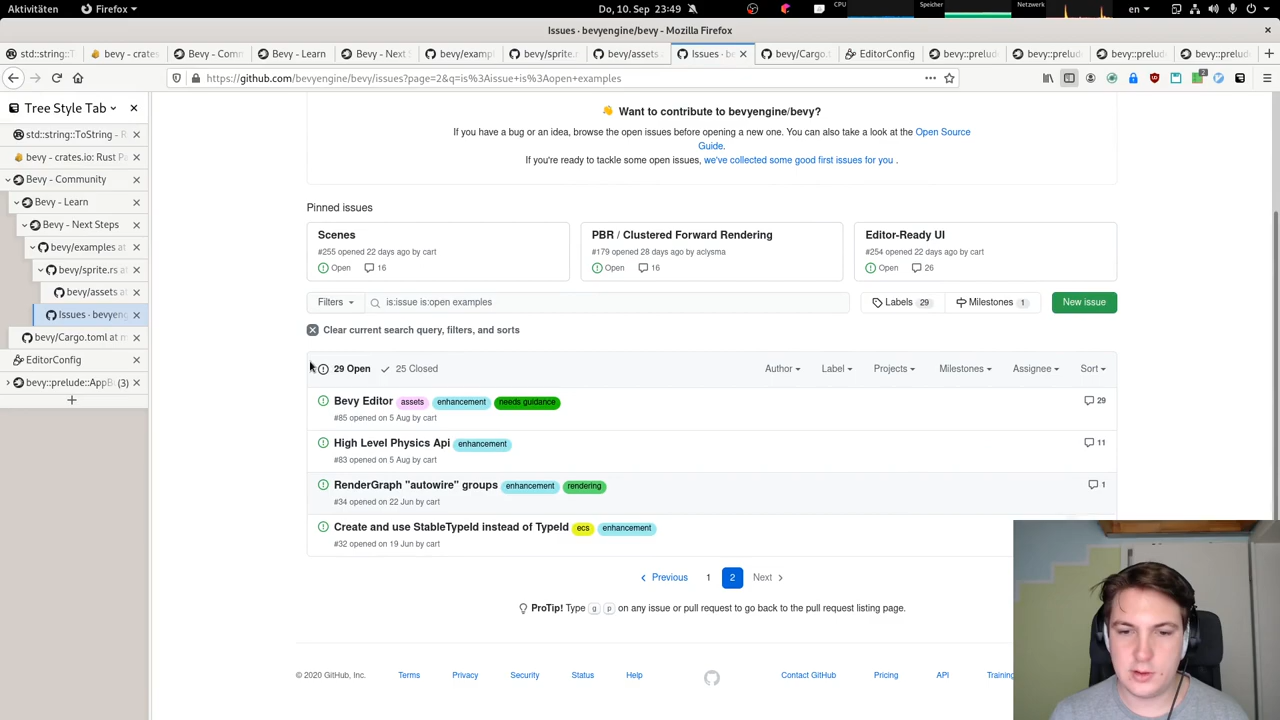 Aktivitäten
Firefox
Do, 10. Sep 23:49
CPU
Speicher
Netzwerk
en
Issues · bevyengine/bevy - Mozilla Firefox
std::string::T
bevy - crates
Bevy – Comm
Bevy – Learn
Bevy – Next S
bevy/examp
bevy/sprite.r
bevy/assets
Issues · bev
bevy/Cargo.t
EditorConfig
bevy::prelud
bevy::prelud
bevy::prelud
https://github.com/bevyengine/bevy/issues?page=2&q=is%3Aissue+is%3Aopen+examples
Tree Style Tab
std::string::ToString - R
bevy - crates.io: Rust Pa
Bevy - Community
Bevy - Learn
Bevy - Next Steps
bevy/examples at
bevy/sprite.rs a
bevy/assets a
Issues · bevyeng
bevy/Cargo.toml at m
EditorConfig
bevy::prelude::AppB (3)
Want to contribute to bevyengine/bevy?
If you have a bug or an idea, browse the open issues before opening a new one. You can also take a look at the Open Source
Guide.
If you're ready to tackle some open issues, we've collected some good first issues for you .
Pinned issues
Scenes
#255 opened 22 days ago by cart
Open 16
PBR / Clustered Forward Rendering
#179 opened 28 days ago by aclysma
Open 16
Editor-Ready UI
#254 opened 22 days ago by cart
Open 26
Filters
is:issue is:open examples
Labels 29
Milestones 1
New issue
Clear current search query, filters, and sorts
29 Open
25 Closed
Author
Label
Projects
Milestones
Assignee
Sort
Bevy Editor assets enhancement needs guidance
29
#85 opened on 5 Aug by cart
High Level Physics Api enhancement
11
#83 opened on 5 Aug by cart
RenderGraph "autowire" groups enhancement rendering
1
#34 opened on 22 Jun by cart
Create and use StableTypeId instead of TypeId ecs enhancement
#32 opened on 19 Jun by cart
Previous 1 2 Next
ProTip! Type g p on any issue or pull request to go back to the pull request listing page.
© 2020 GitHub, Inc.
Terms
Privacy
Security
Status
Help
Contact GitHub
Pricing
API
Training